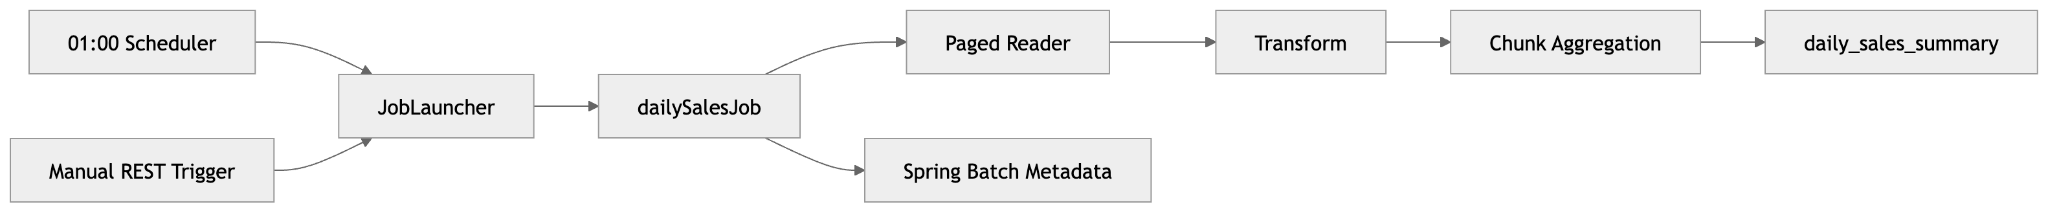 01:00 Scheduler
Manual REST Trigger
JobLauncher
dailySalesJob
Paged Reader
Transform
Chunk Aggregation
daily_sales_summary
Spring Batch Metadata